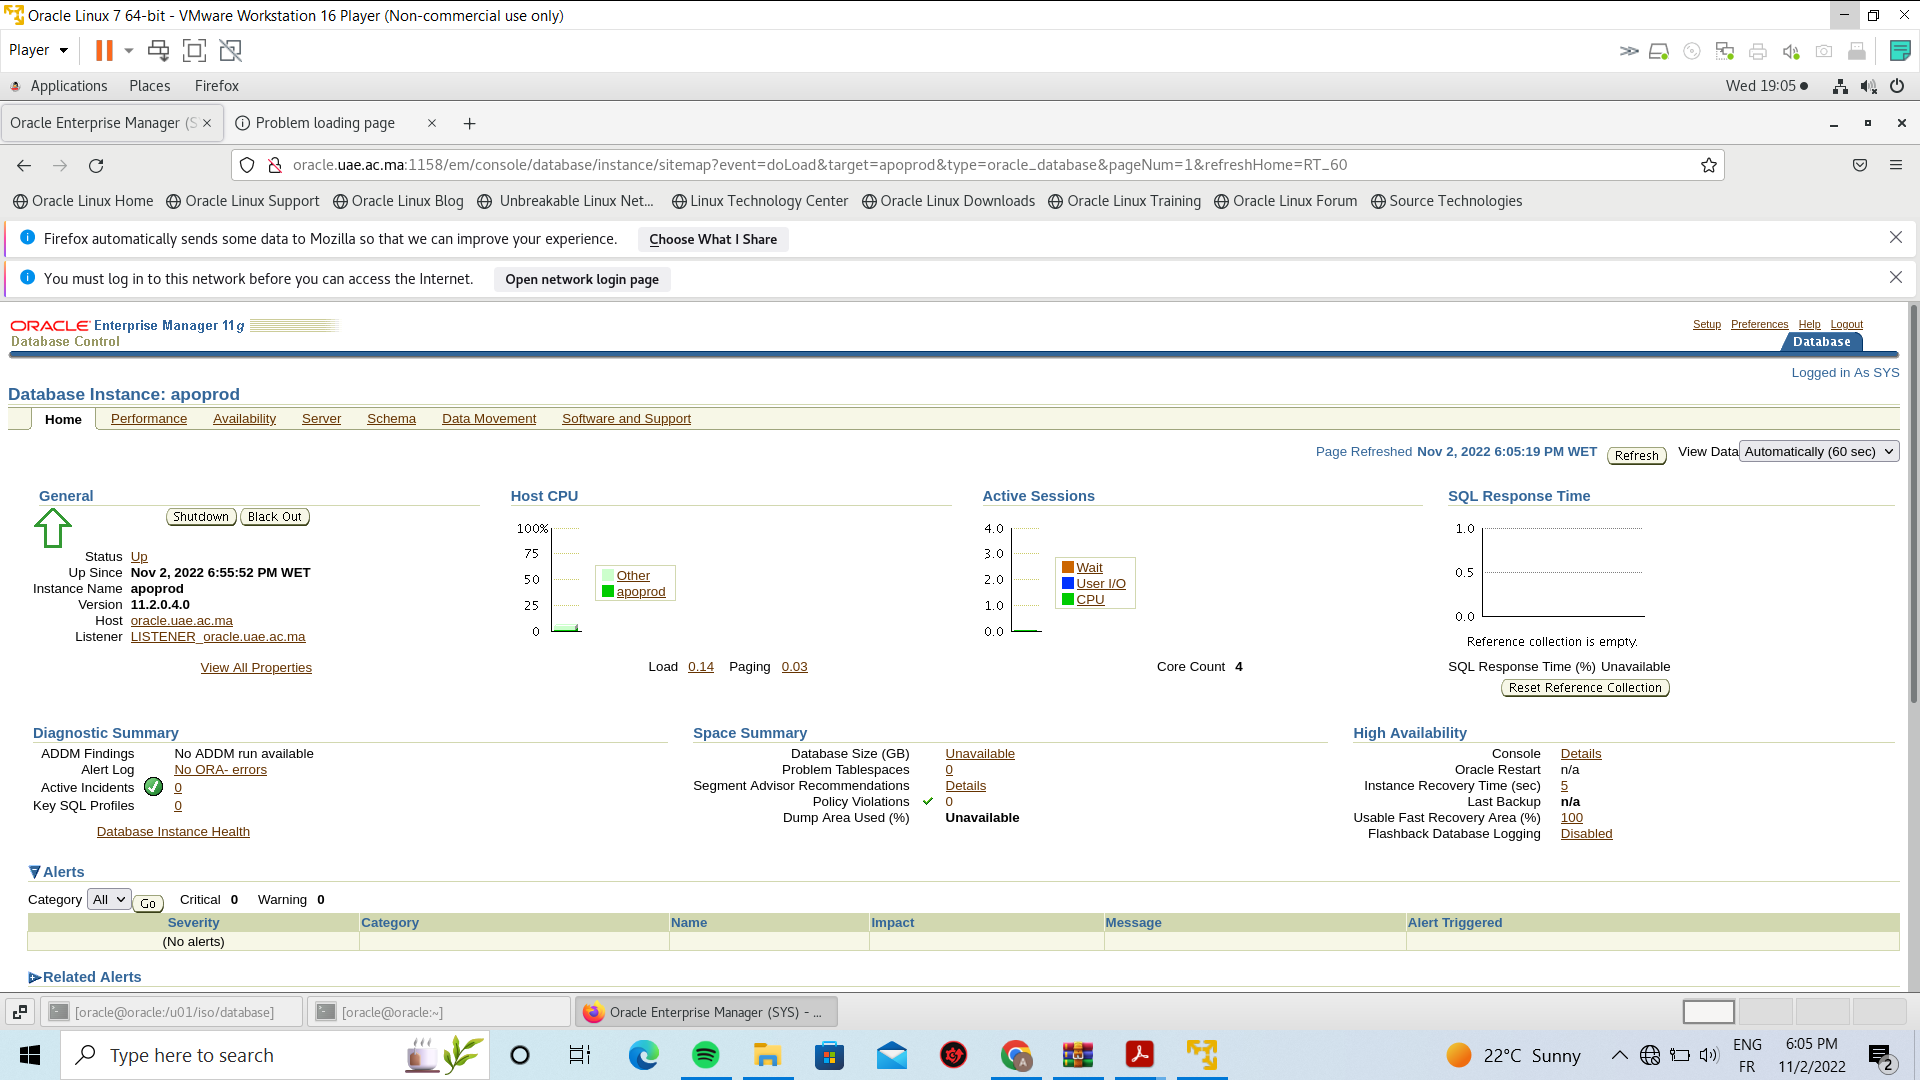 Oracle Linux 7 64-bit - VMware Workstation 16 Player (Non-commercial use only)
Player
Applications Places Firefox Wed 19:05
Oracle Enterprise Manager (S Problem loading page
oracle.uae.ac.ma:1158/em/console/database/instance/sitemap?event=doLoad&target=apoprod&type=oracle_database&pageNum=1&refreshHome=RT_60
Oracle Linux Home Oracle Linux Support Oracle Linux Blog Unbreakable Linux Net... Linux Technology Center Oracle Linux Downloads Oracle Linux Training Oracle Linux Forum Source Technologies
Firefox automatically sends some data to Mozilla so that we can improve your experience. Choose What I Share
You must log in to this network before you can access the Internet. Open network login page
ORACLE Enterprise Manager 11g Setup Preferences Help Logout
Database Control Database
Logged in As SYS
Database Instance: apoprod
Home Performance Availability Server Schema Data Movement Software and Support
Page Refreshed Nov 2, 2022 6:05:19 PM WET Refresh View Data Automatically (60 sec)
General
Shutdown Black Out
Status Up
Up Since Nov 2, 2022 6:55:52 PM WET
Instance Name apoprod
Version 11.2.0.4.0
Host oracle.uae.ac.ma
Listener LISTENER_oracle.uae.ac.ma
View All Properties
Host CPU
100%
75
50
25
0
Other
apoprod
Load 0.14 Paging 0.03
Active Sessions
4.0
3.0
2.0
1.0
0.0
Wait
User I/O
CPU
Core Count 4
SQL Response Time
1.0
0.5
0.0
Reference collection is empty.
SQL Response Time (%) Unavailable
Reset Reference Collection
Diagnostic Summary
ADDM Findings No ADDM run available
Alert Log No ORA- errors
Active Incidents 0
Key SQL Profiles 0
Database Instance Health
Space Summary
Database Size (GB) Unavailable
Problem Tablespaces 0
Segment Advisor Recommendations Details
Policy Violations 0
Dump Area Used (%) Unavailable
High Availability
Console Details
Oracle Restart n/a
Instance Recovery Time (sec) 5
Last Backup n/a
Usable Fast Recovery Area (%) 100
Flashback Database Logging Disabled
Alerts
Category All Go Critical 0 Warning 0
Severity Category Name Impact Message Alert Triggered
(No alerts)
Related Alerts
[oracle@oracle:/u01/iso/database] [oracle@oracle:~] Oracle Enterprise Manager (SYS) - ...
Type here to search 22°C Sunny ENG 6:05 PM
FR 11/2/2022 2